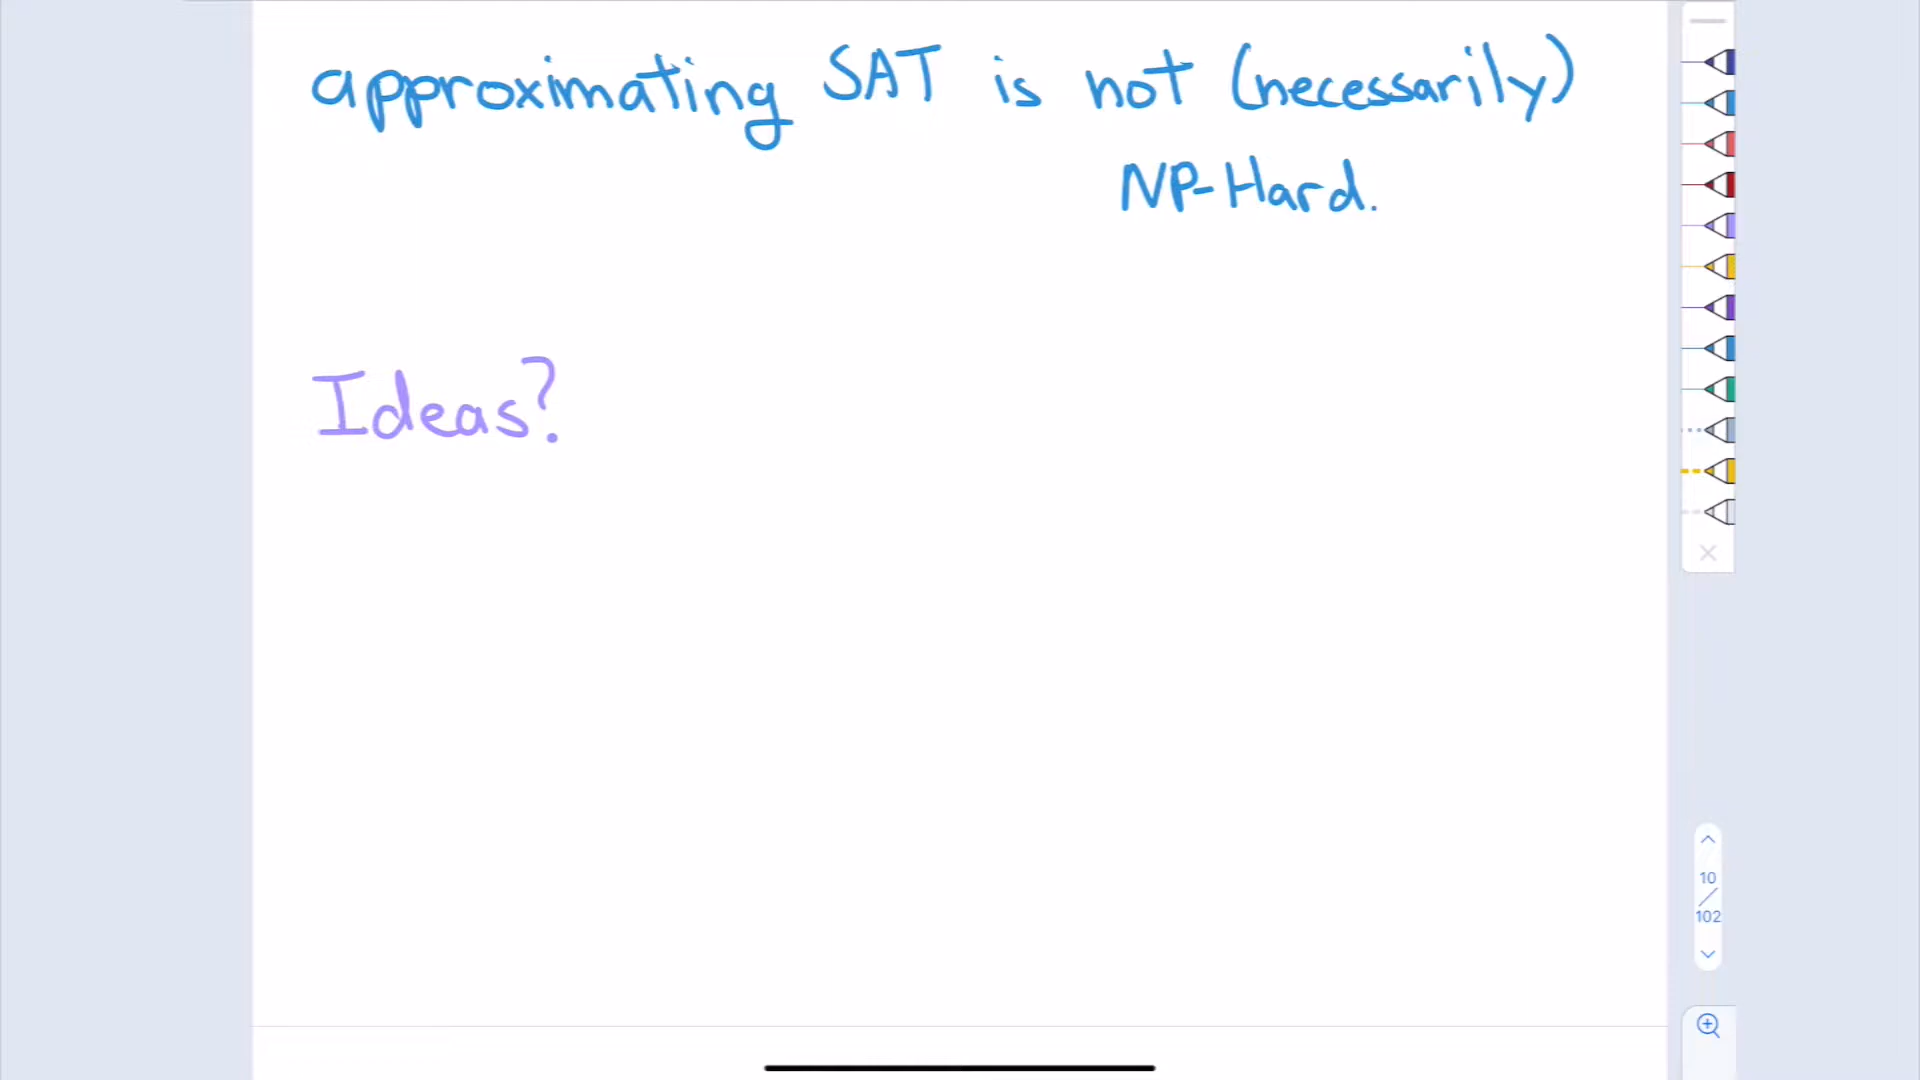 approximating SAT is not (necessarily)
NP-Hard.
Ideas?
10
/
102